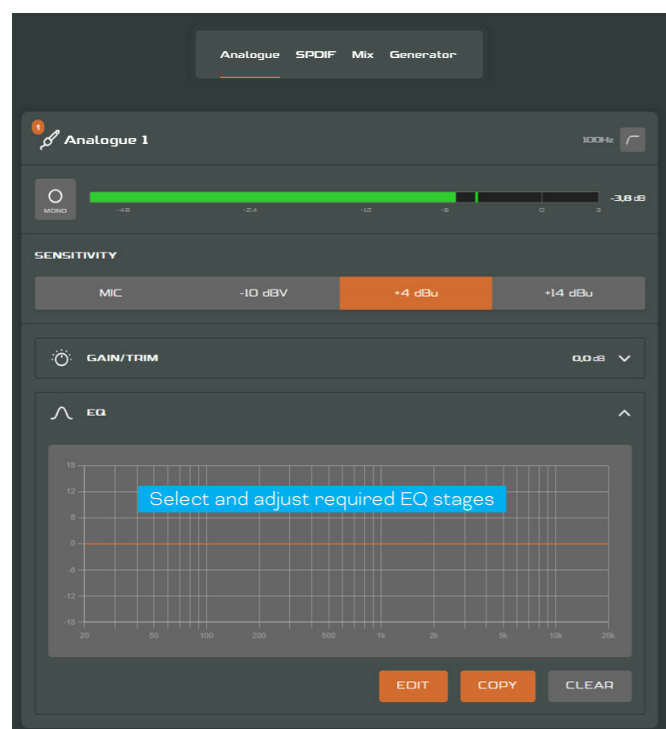 Analogue SPDIF Mix Generator
1
Analogue 1
100Hz
MONO
-3,8 dB
-48 -24 -12 -6 0 3
SENSITIVITY
MIC -10 dBV +4 dBu +14 dBu
GAIN/TRIM 0,0 dB
EQ
18
12
Select and adjust required EQ stages
6
0
-6
-12
-18
20 50 100 200 500 1k 2k 5k 10k 20k
EDIT COPY CLEAR